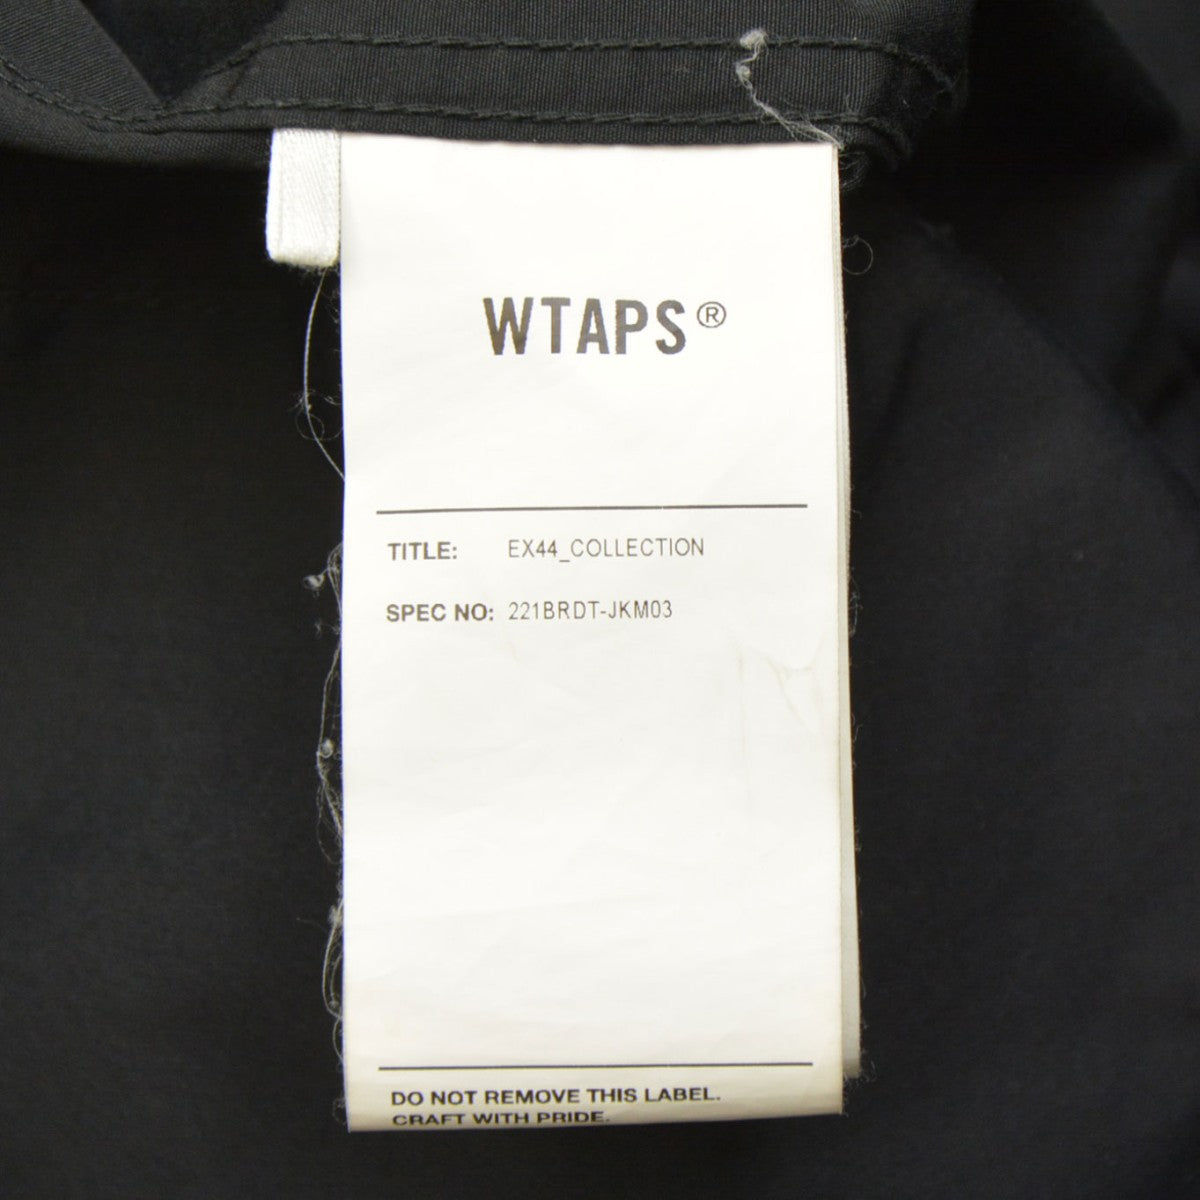 WTAPS®
TITLE: EX44_COLLECTION
SPEC NO: 221BRDT-JKM03
DO NOT REMOVE THIS LABEL.
CRAFT WITH PRIDE.